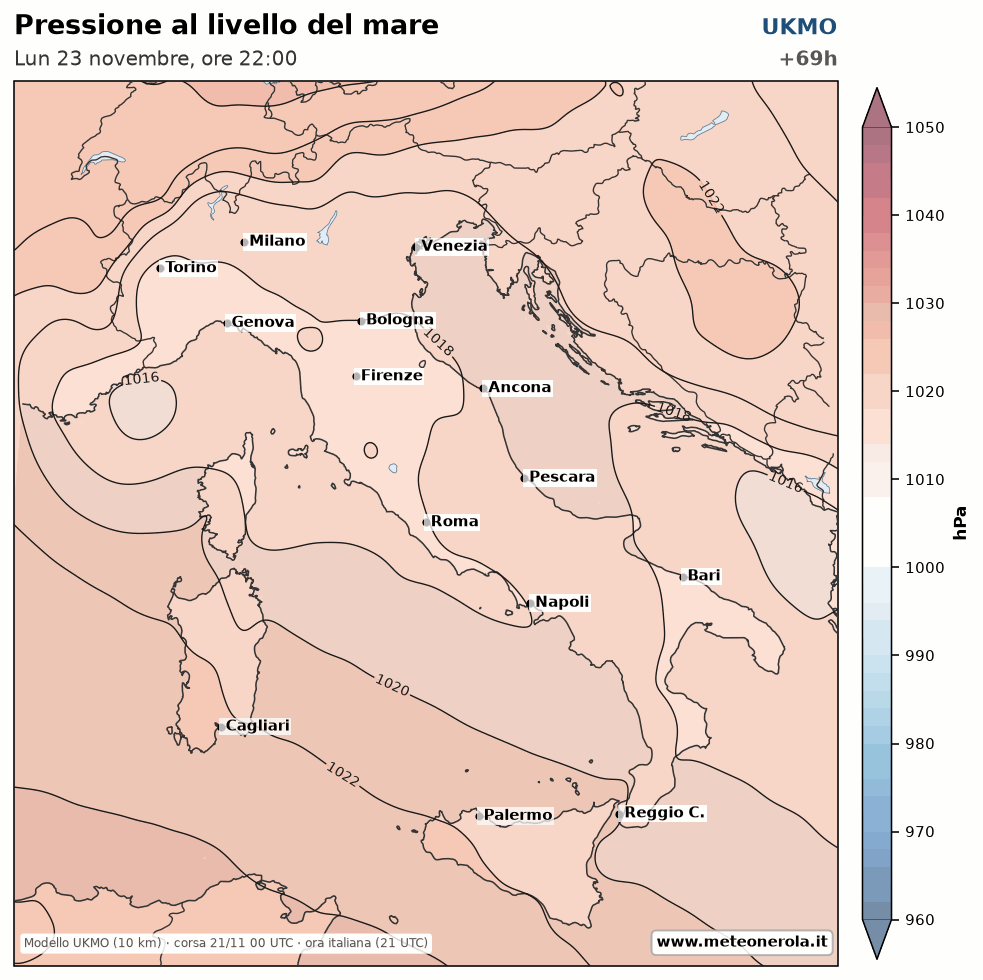 Pressione al livello del mare
UKMO
Lun 23 novembre, ore 22:00
+69h
1022
Milano
Venezia
Torino
Genova
Bologna
1018
Firenze
1016
Ancona
1018
Pescara
1016
Roma
Bari
Napoli
1020
Cagliari
1022
Palermo
Reggio C.
Modello UKMO (10 km) · corsa 21/11 00 UTC · ora italiana (21 UTC)
www.meteonerola.it
1050
1040
1030
1020
1010
1000
990
980
970
960
hPa